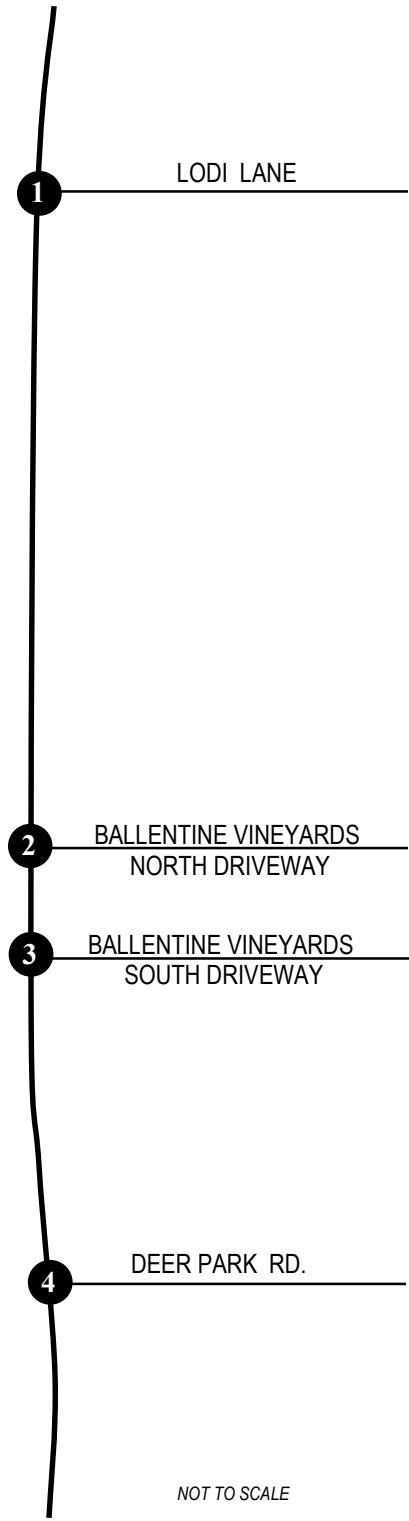 LODI LANE
1
BALLENTINE VINEYARDS
2
NORTH DRIVEWAY
BALLENTINE VINEYARDS
3
SOUTH DRIVEWAY
DEER PARK RD.
4
NOT TO SCALE